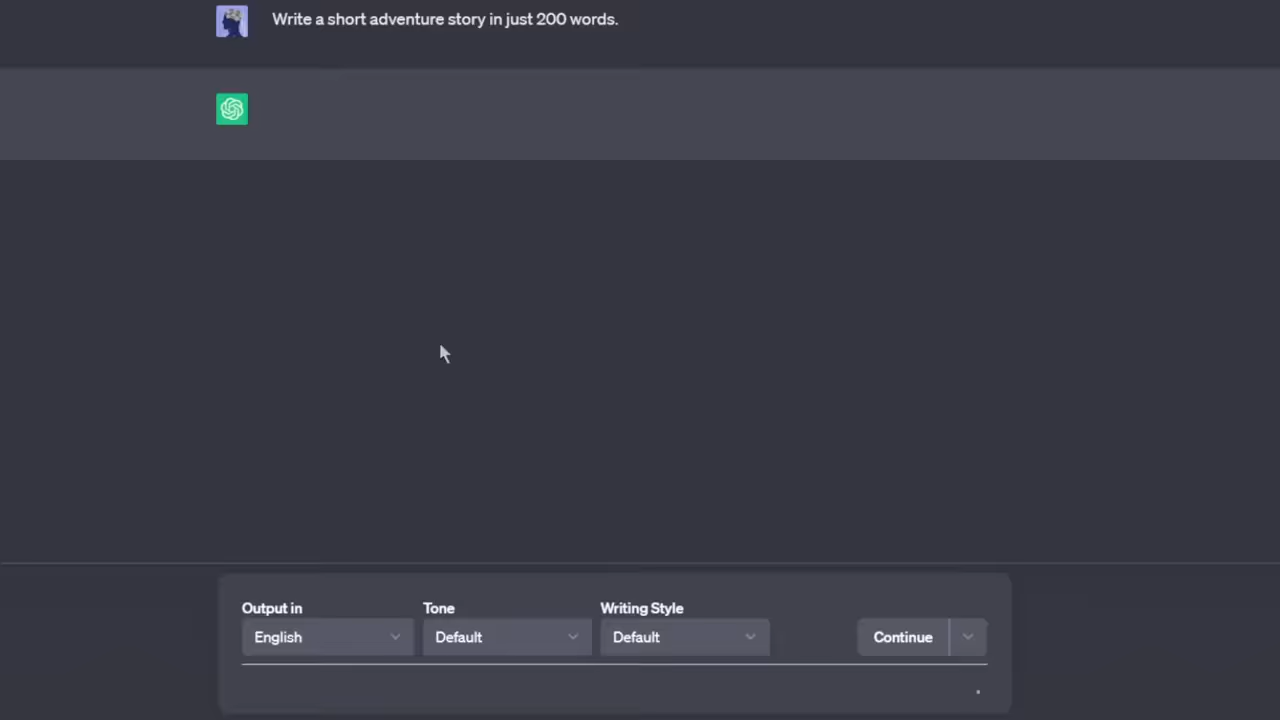 Write a short adventure story in just 200 words.
Output in Tone Writing Style
English Default Default Continue